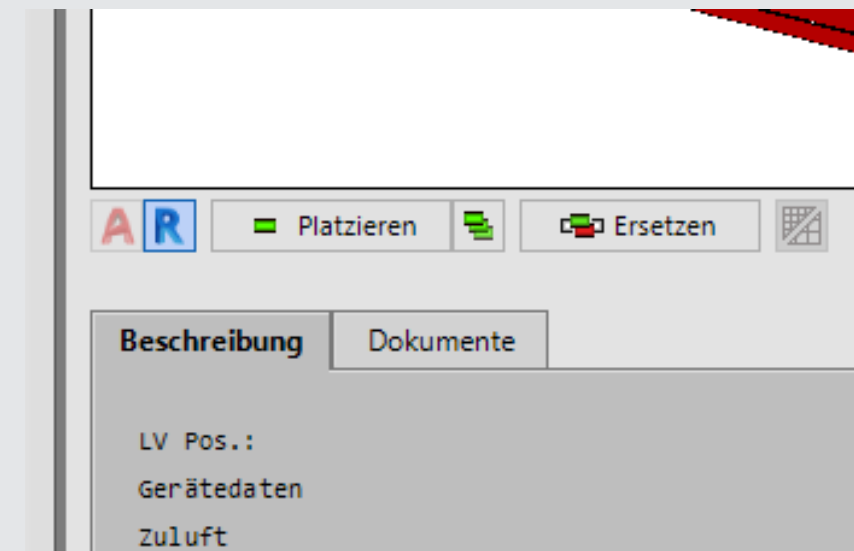 A R Platzieren Ersetzen
Beschreibung Dokumente
LV Pos.:
Gerätedaten
Zuluft